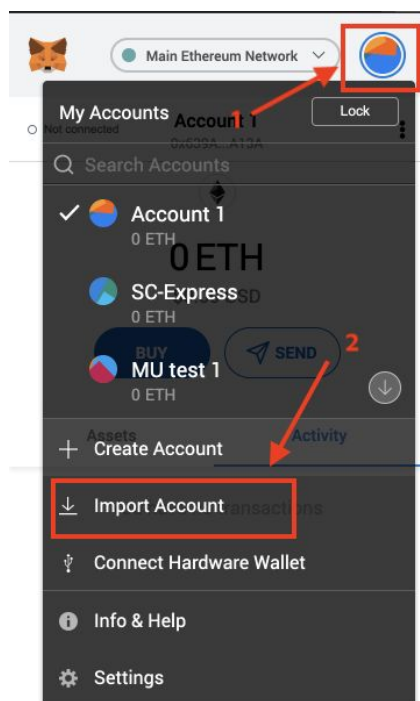 Main Ethereum Network
My Accounts
Lock
1
Not connected
Account 1
Search Accounts
Account 1
0 ETH
0 ETH
SC-Express
0 ETH
USD
BUY
SEND
2
MU test 1
0 ETH
Assets
Activity
Create Account
Import Account
transactions
Connect Hardware Wallet
Info & Help
Settings